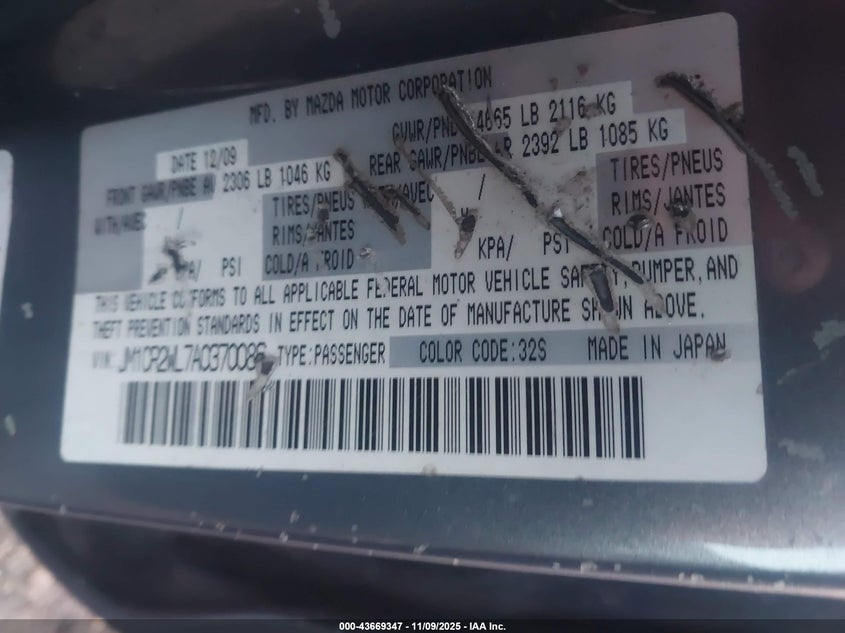 MFD. BY MAZDA MOTOR CORPORATION
DATE 12/09
GVWR/PNBV 4665 LB 2116 KG
FRONT GAWR/PNBE AV 2306 LB 1046 KG
REAR GAWR/PNBE AR 2392 LB 1085 KG
WITH/AVEC / TIRES/PNEUS
RIMS/JANTES
KPA/ PSI COLD/A FROID
/AVEC / TIRES/PNEUS
RIMS/JANTES
KPA/ PSI COLD/A FROID
THIS VEHICLE CONFORMS TO ALL APPLICABLE FEDERAL MOTOR VEHICLE SAFETY, BUMPER, AND
THEFT PREVENTION STANDARDS IN EFFECT ON THE DATE OF MANUFACTURE SHOWN ABOVE.
VIN: JM1CR2WL7A0370086 TYPE:PASSENGER COLOR CODE:32S MADE IN JAPAN
000-43669347 - 11/09/2025 - IAA Inc.